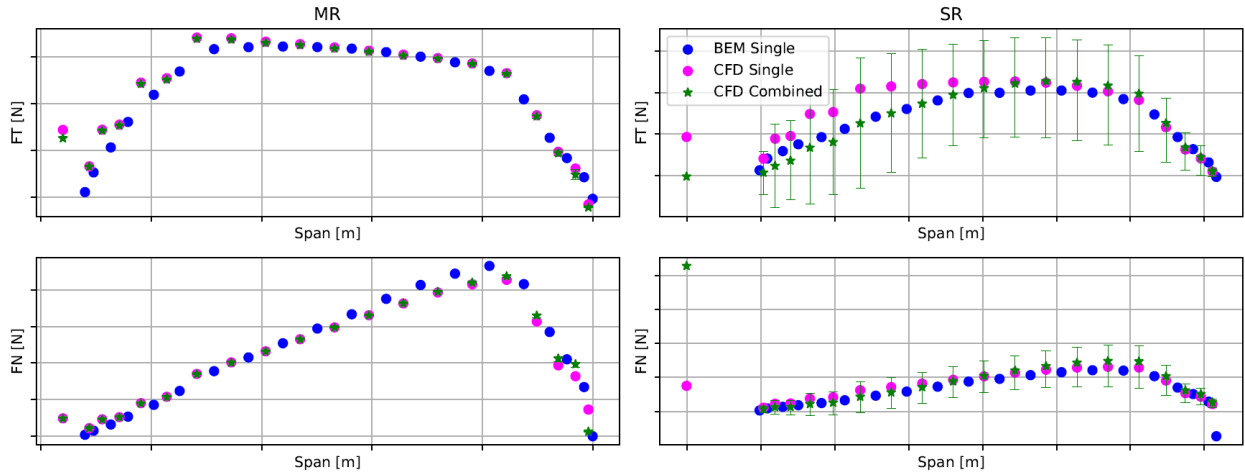 MR
SR
FT [N]
Span [m]
FT [N]
BEM Single
CFD Single
CFD Combined
Span [m]
FN [N]
Span [m]
FN [N]
Span [m]